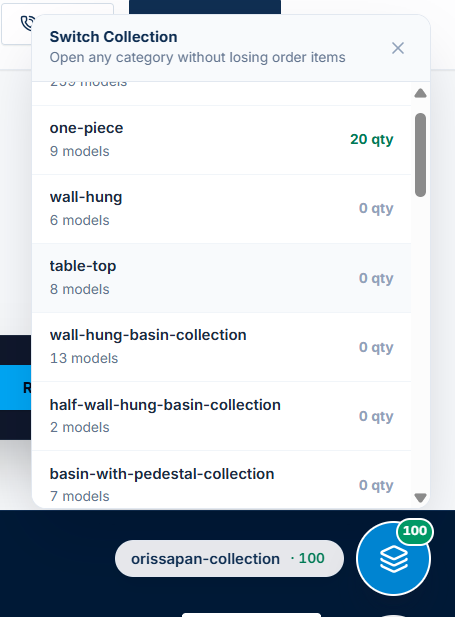 Switch Collection
Open any category without losing order items
259 models
one-piece
20 qty
9 models
wall-hung
0 qty
6 models
table-top
0 qty
8 models
wall-hung-basin-collection
0 qty
13 models
half-wall-hung-basin-collection
0 qty
2 models
basin-with-pedestal-collection
0 qty
7 models
R
100
orissapan-collection · 100